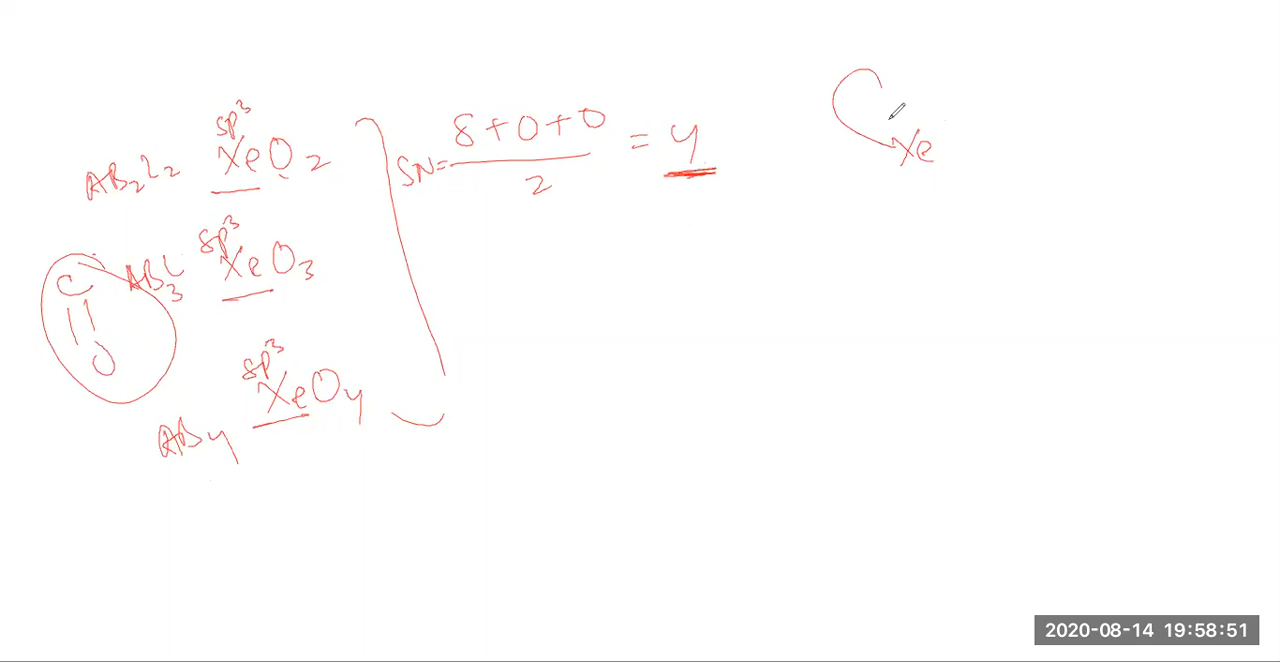 sp³
AB₂L₂ XeO₂
SN = (8+0+0)/2 = 4
sp³
AB₃L XeO₃
C
||
O
sp³
XeO₄
AB₄
Xe
2020-08-14 19:58:51